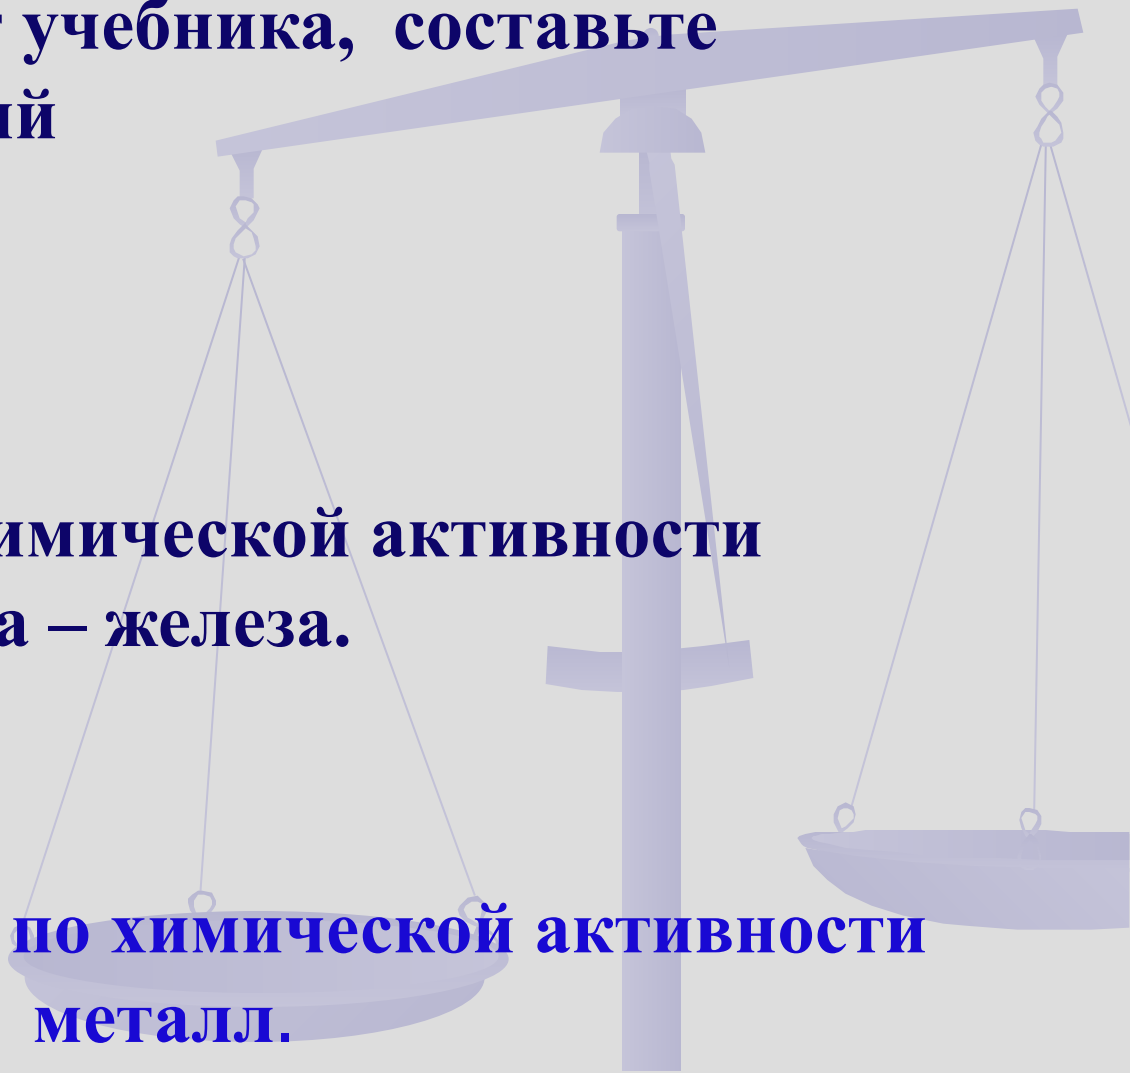 учебника, составьте
ий
имической активности
а – железа.
по химической активности
металл.